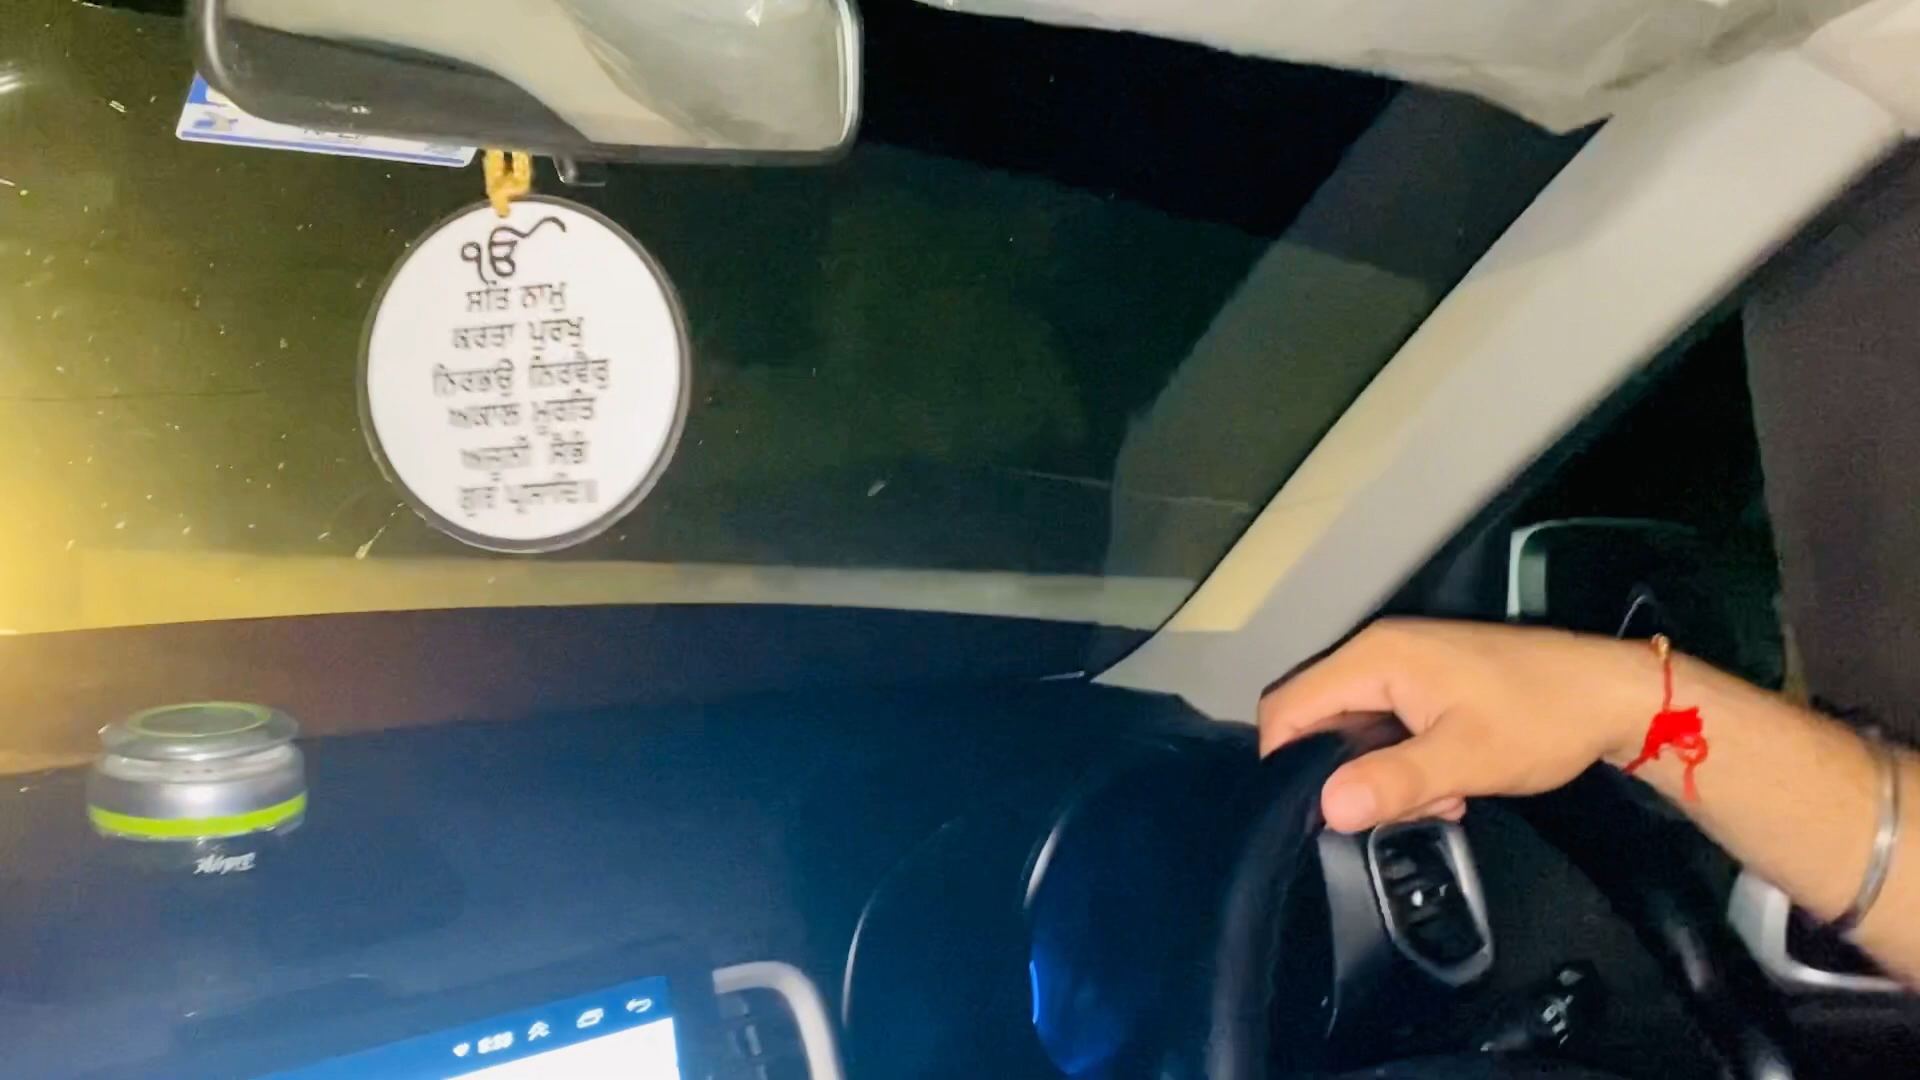 ੴ
ਸਤਿ ਨਾਮੁ
ਕਰਤਾ ਪੁਰਖੁ
ਨਿਰਭਉ ਨਿਰਵੈਰੁ
ਅਕਾਲ ਮੂਰਤਿ
ਅਜੂਨੀ ਸੈਭੰ
ਗੁਰ ਪ੍ਰਸਾਦਿ॥